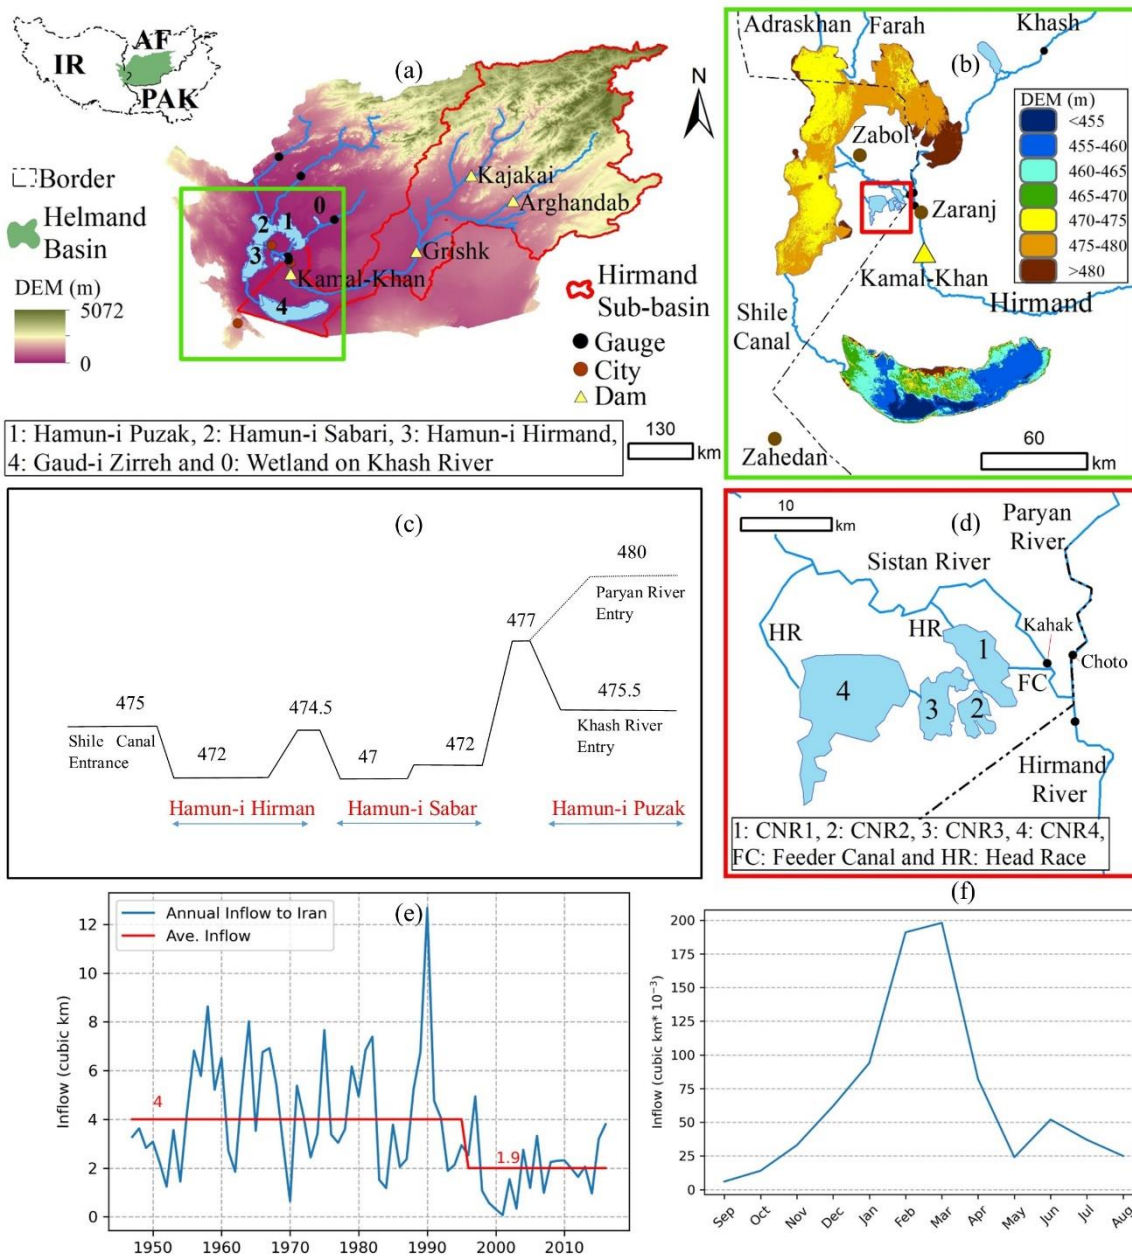 AF
IR
PAK
Border
Helmand
Basin
DEM (m)
5072
0
(a)
N
Kajakai
Arghandab
Grishk
Kamal-Khan
0
1
2
3
4
Hirmand
Sub-basin
Gauge
City
Dam
1: Hamun-i Puzak, 2: Hamun-i Sabari, 3: Hamun-i Hirmand,
4: Gaud-i Zirreh and 0: Wetland on Khash River
130
km
Adraskhan
Farah
Khash
(b)
DEM (m)
<455
455-460
460-465
465-470
470-475
475-480
>480
Zabol
Zaranj
Kamal-Khan
Hirmand
Shile
Canal
Zahedan
60
km
(c)
480
Paryan River
Entry
477
475
474.5
475.5
Shile Canal
Entrance
472
47
472
Khash River
Entry
Hamun-i Hirman
Hamun-i Sabar
Hamun-i Puzak
10
km
(d)
Paryan
River
Sistan River
HR
HR
Kahak
Choto
FC
1
2
3
4
Hirmand
River
1: CNR1, 2: CNR2, 3: CNR3, 4: CNR4,
FC: Feeder Canal and HR: Head Race
(e)
Annual Inflow to Iran
Ave. Inflow
Inflow (cubic km)
12
10
8
6
4
2
0
4
1.9
1950
1960
1970
1980
1990
2000
2010
(f)
Inflow (cubic km* 10⁻³)
200
175
150
125
100
75
50
25
0
Sep
Oct
Nov
Dec
Jan
Feb
Mar
Apr
May
Jun
Jul
Aug